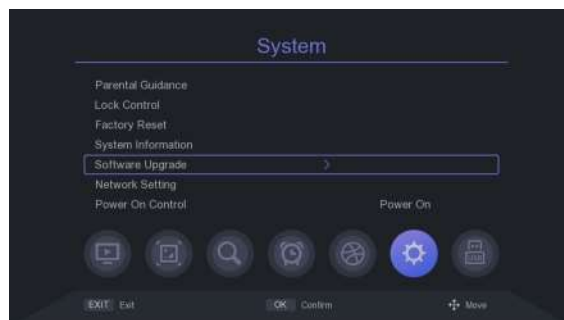 System
Parental Guidance
Lock Control
Factory Reset
System Information
Software Upgrade >
Network Setting
Power On Control Power On
USB
EXIT Exit OK Confirm Move